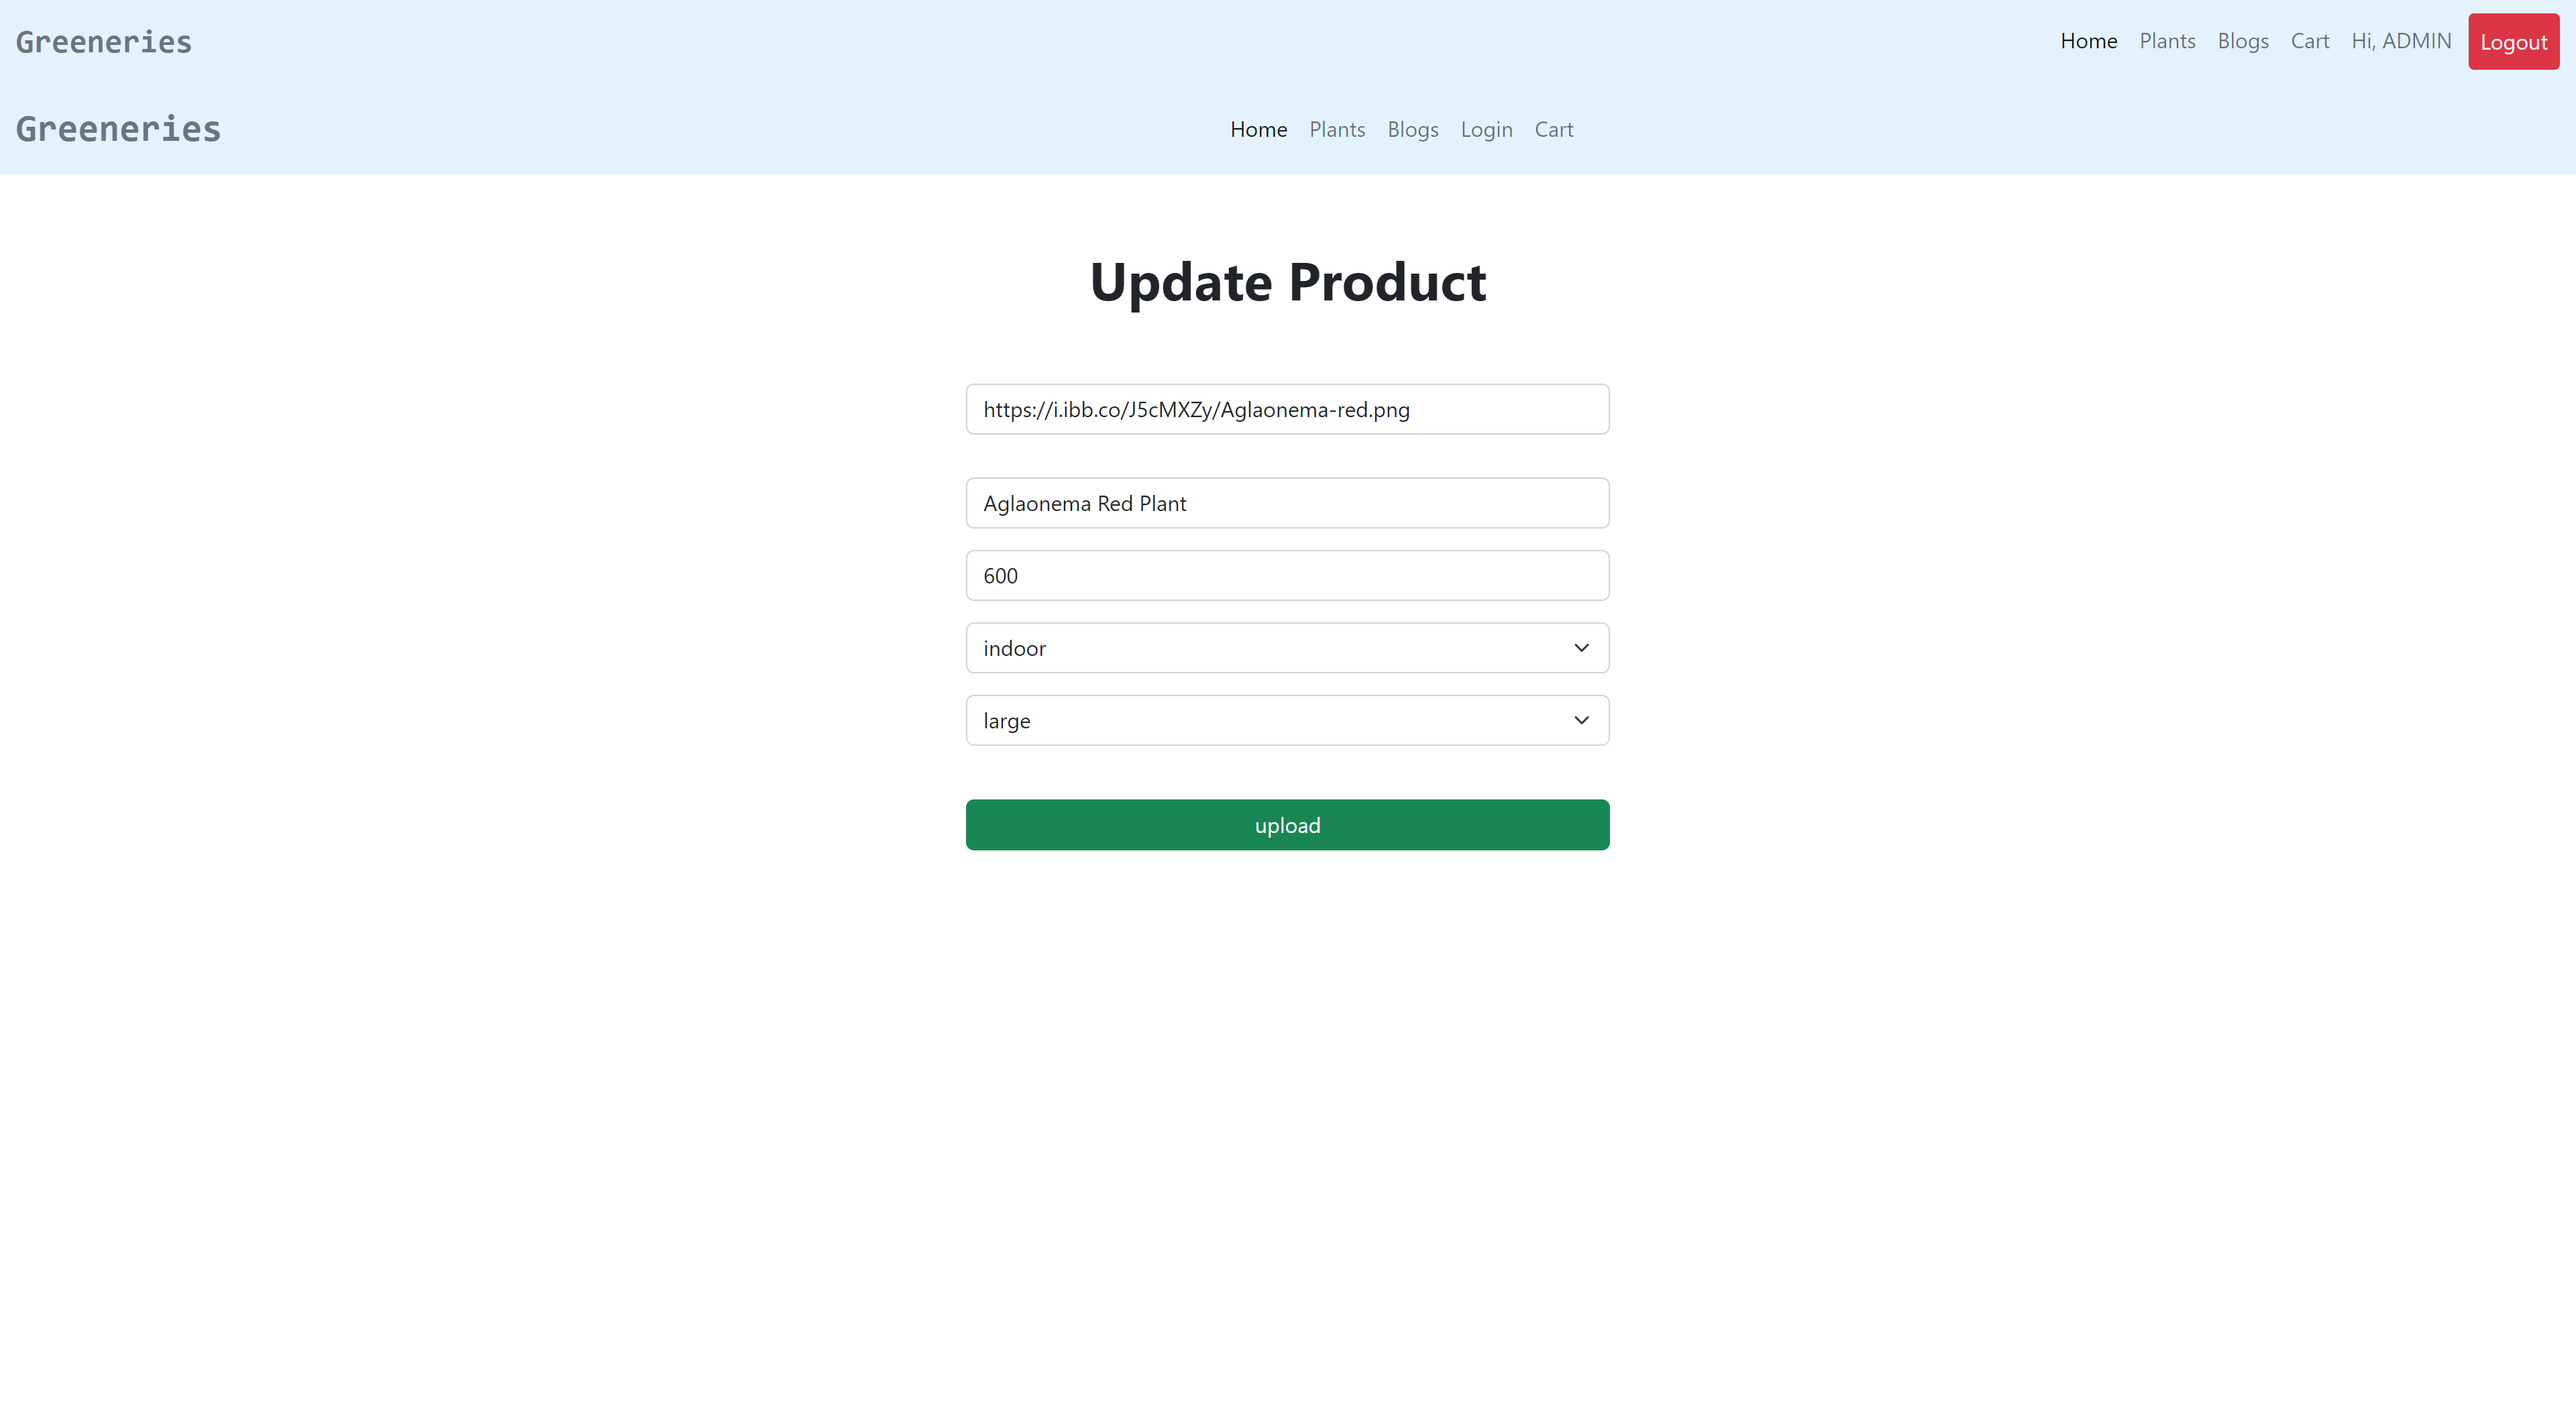 Greeneries Home Plants Blogs Cart Hi, ADMIN Logout
Greeneries Home Plants Blogs Login Cart
Update Product
https://i.ibb.co/J5cMXZy/Aglaonema-red.png
Aglaonema Red Plant
600
indoor
large
upload